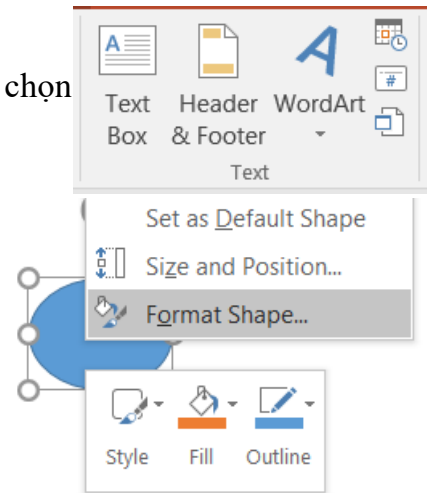 chọn
Text Box
Header & Footer
WordArt
Text
Set as Default Shape
Size and Position...
Format Shape...
Style Fill Outline